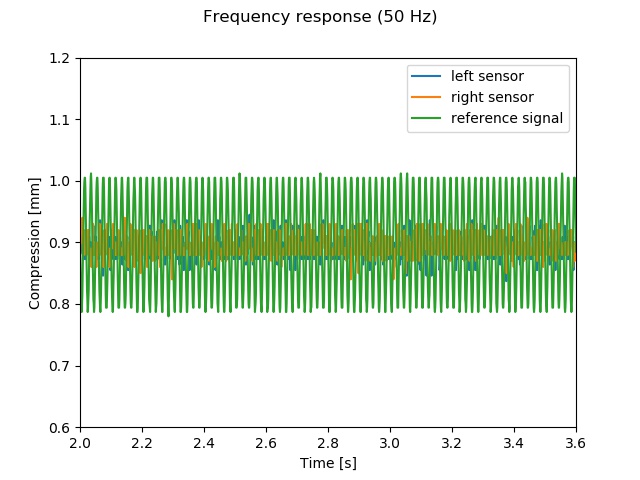 Frequency response (50 Hz)
1.2
1.1
1.0
0.9
0.8
0.7
0.6
Compression [mm]
left sensor
right sensor
reference signal
2.0 2.2 2.4 2.6 2.8 3.0 3.2 3.4 3.6
Time [s]